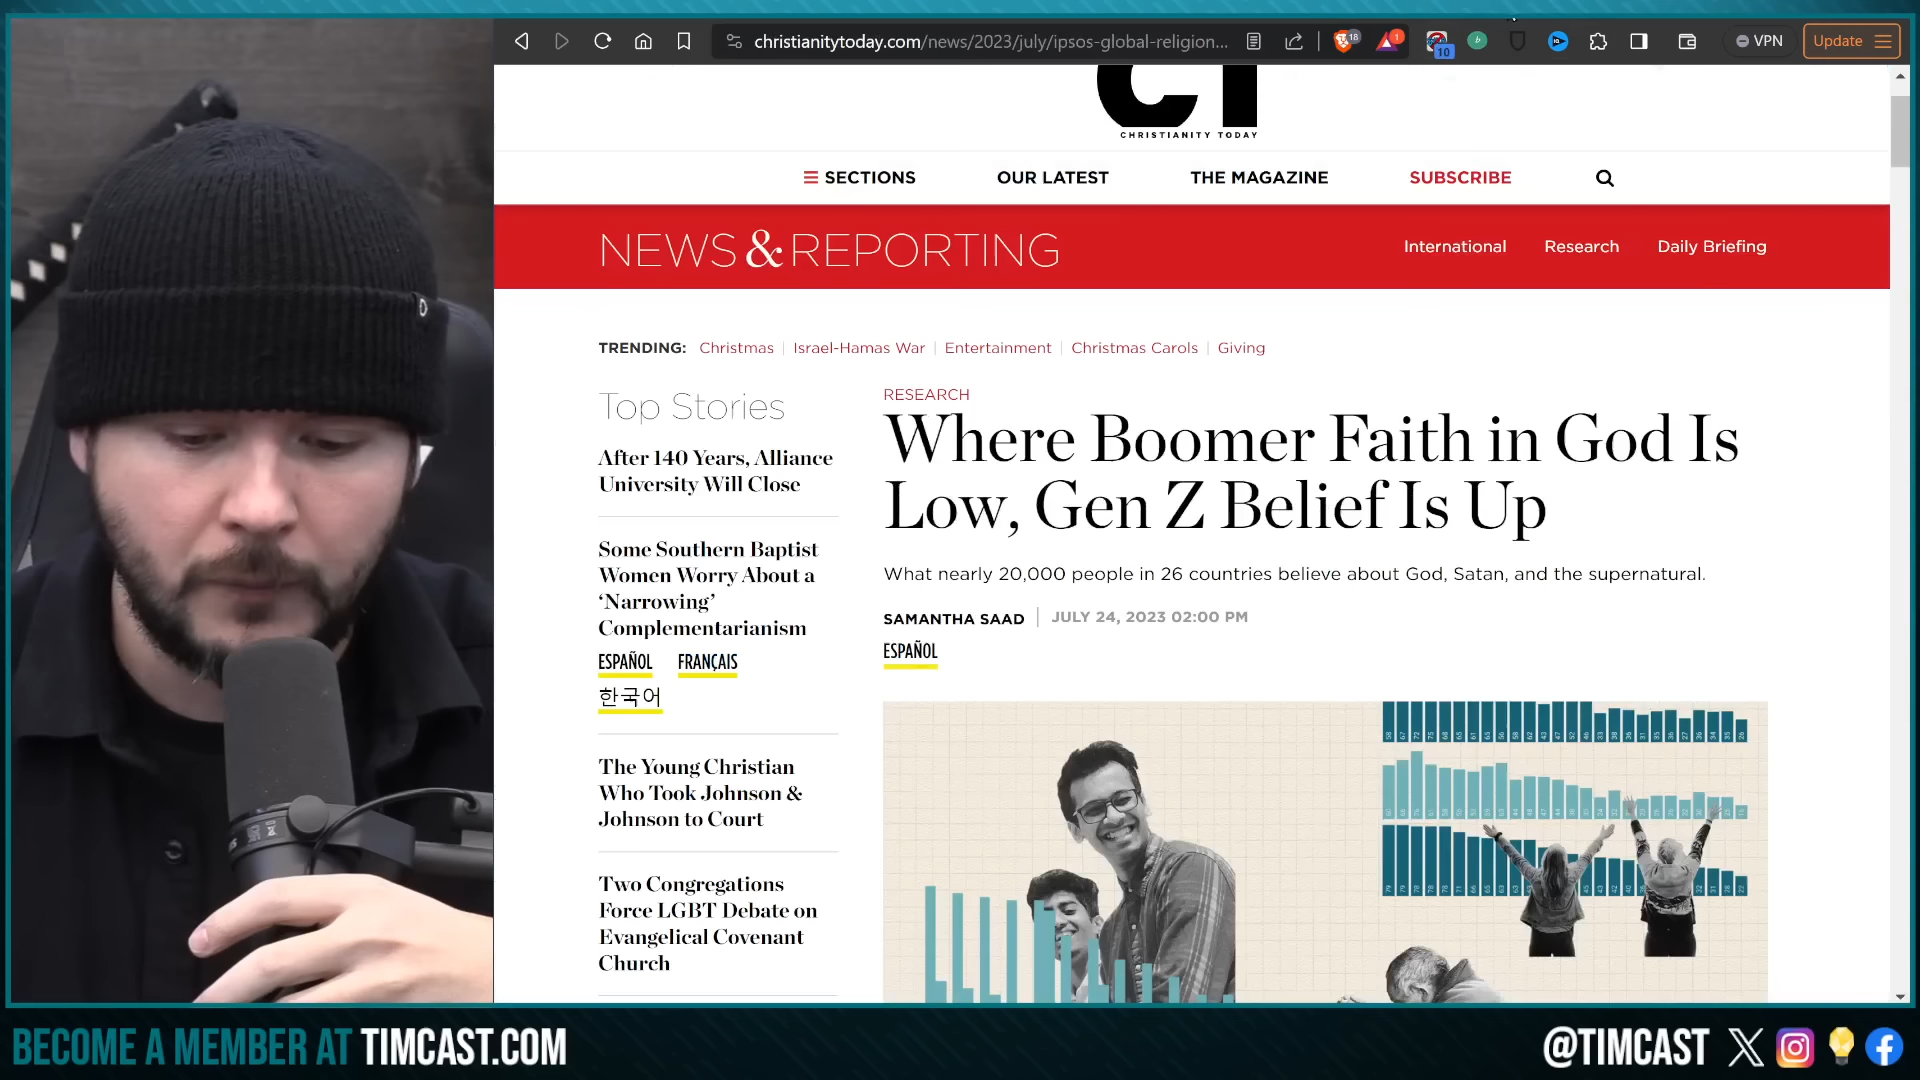 christianitytoday.com/news/2023/july/ipsos-global-religion...
18
1
10
VPN
Update
CT
CHRISTIANITY TODAY
SECTIONS
OUR LATEST
THE MAGAZINE
SUBSCRIBE
NEWS & REPORTING
International
Research
Daily Briefing
TRENDING: Christmas | Israel-Hamas War | Entertainment | Christmas Carols | Giving
Top Stories
After 140 Years, Alliance
University Will Close
Some Southern Baptist
Women Worry About a
‘Narrowing’
Complementarianism
ESPAÑOL FRANÇAIS
한국어
The Young Christian
Who Took Johnson &
Johnson to Court
Two Congregations
Force LGBT Debate on
Evangelical Covenant
Church
RESEARCH
Where Boomer Faith in God Is
Low, Gen Z Belief Is Up
What nearly 20,000 people in 26 countries believe about God, Satan, and the supernatural.
SAMANTHA SAAD | JULY 24, 2023 02:00 PM
ESPAÑOL
BECOME A MEMBER AT TIMCAST.COM
@TIMCAST